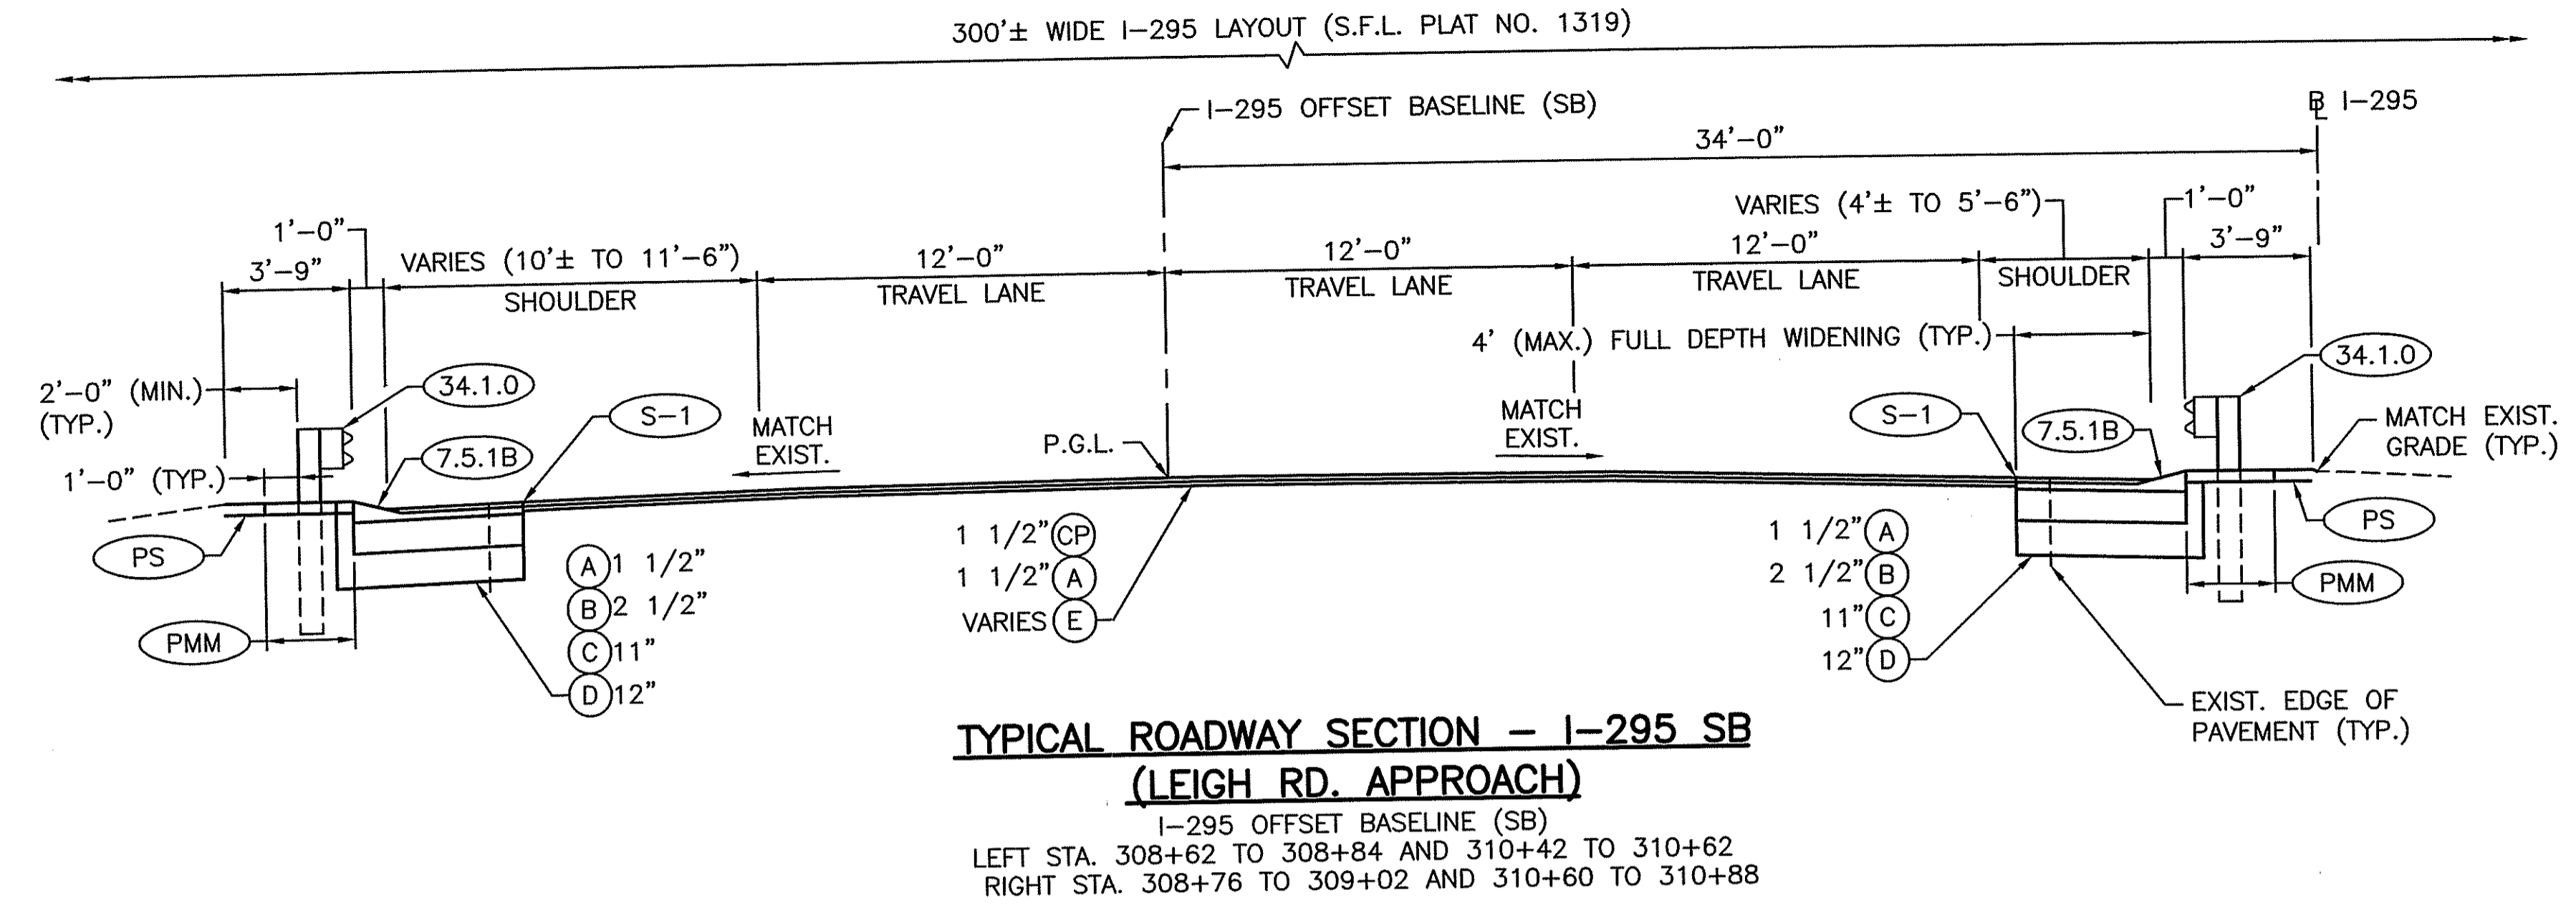 300'± WIDE I-295 LAYOUT (S.F.L. PLAT NO. 1319)
I-295 OFFSET BASELINE (SB)
BL I-295
34'-0"
VARIES (4'± TO 5'-6")
1'-0"
1'-0"
3'-9"
VARIES (10'± TO 11'-6")
SHOULDER
12'-0"
TRAVEL LANE
12'-0"
TRAVEL LANE
12'-0"
TRAVEL LANE
SHOULDER
3'-9"
4' (MAX.) FULL DEPTH WIDENING (TYP.)
34.1.0
34.1.0
2'-0" (MIN.)
(TYP.)
S-1
MATCH
EXIST.
P.G.L.
MATCH
EXIST.
S-1
7.5.1B
MATCH EXIST.
GRADE (TYP.)
7.5.1B
1'-0" (TYP.)
PS
PS
PMM
PMM
A 1 1/2"
B 2 1/2"
C 11"
D 12"
1 1/2" CP
1 1/2" A
VARIES E
1 1/2" A
2 1/2" B
11" C
12" D
EXIST. EDGE OF
PAVEMENT (TYP.)
TYPICAL ROADWAY SECTION - I-295 SB
(LEIGH RD. APPROACH)
I-295 OFFSET BASELINE (SB)
LEFT STA. 308+62 TO 308+84 AND 310+42 TO 310+62
RIGHT STA. 308+76 TO 309+02 AND 310+60 TO 310+88